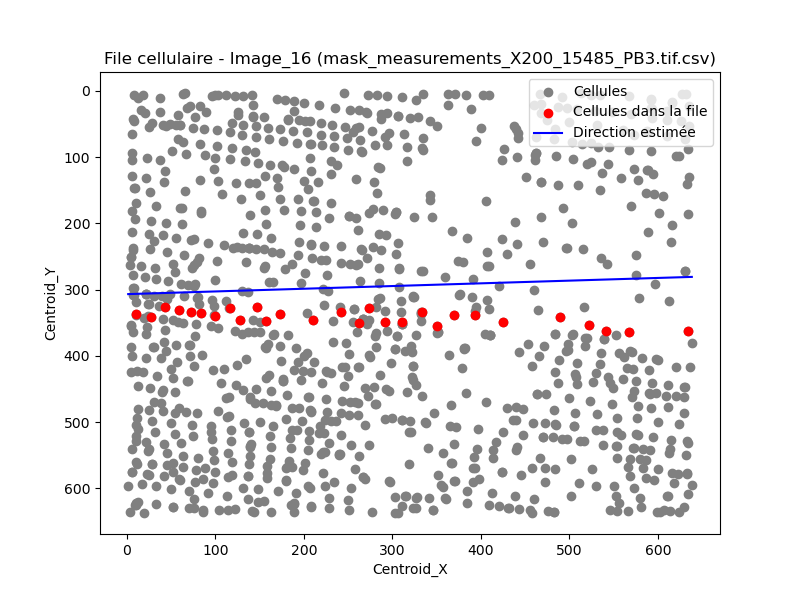 File cellulaire - Image_16 (mask_measurements_X200_15485_PB3.tif.csv)
Cellules
Cellules dans la file
Direction estimée
0
100
200
300
400
500
600
Centroid_Y
0 100 200 300 400 500 600
Centroid_X